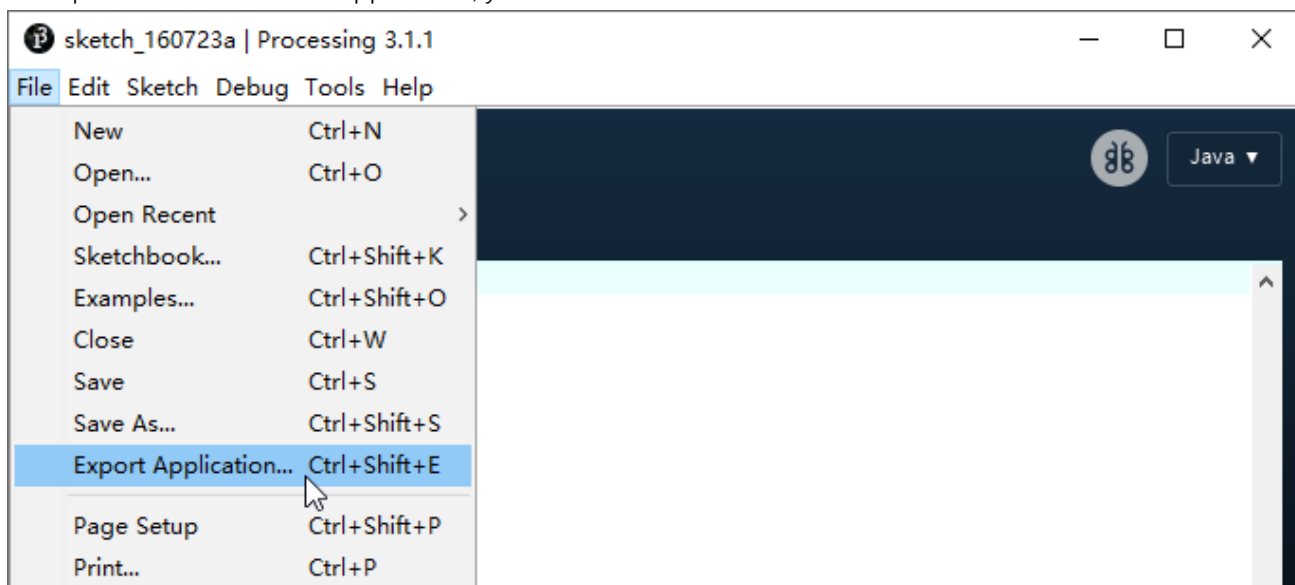 sketch_160723a | Processing 3.1.1
File Edit Sketch Debug Tools Help
Java ▼
New Ctrl+N
Open... Ctrl+O
Open Recent >
Sketchbook... Ctrl+Shift+K
Examples... Ctrl+Shift+O
Close Ctrl+W
Save Ctrl+S
Save As... Ctrl+Shift+S
Export Application... Ctrl+Shift+E
Page Setup Ctrl+Shift+P
Print... Ctrl+P